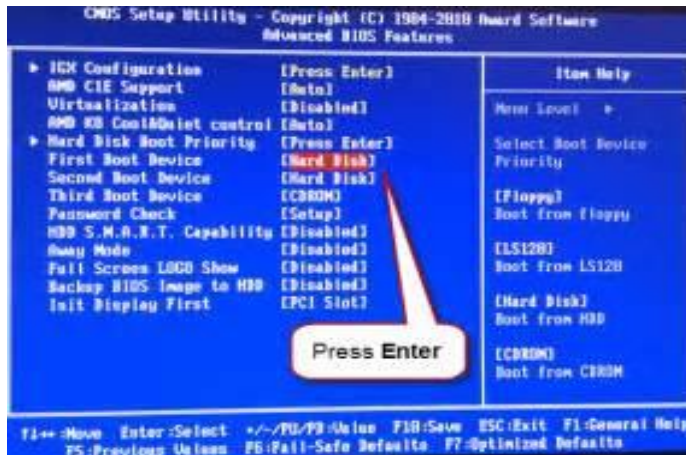 CMOS Setup Utility - Copyright (C) 1984-2010 Award Software
Advanced BIOS Features
▶ IGX Configuration [Press Enter]
AMD C1E Support [Auto]
Virtualization [Disabled]
AMD K8 Cool&Quiet control [Auto]
▶ Hard Disk Boot Priority [Press Enter]
First Boot Device [Hard Disk]
Second Boot Device [Hard Disk]
Third Boot Device [CDROM]
Password Check [Setup]
HDD S.M.A.R.T. Capability [Disabled]
Away Mode [Disabled]
Full Screen LOGO Show [Disabled]
Backup BIOS Image to HDD [Disabled]
Init Display First [PCI Slot]
Press Enter
Item Help
Menu Level ▶
Select Boot Device
Priority
[Floppy]
Boot from floppy
[LS120]
Boot from LS120
[Hard Disk]
Boot from HDD
[CDROM]
Boot from CDROM
↑↓→←:Move Enter:Select +/-/PU/PD:Value F10:Save ESC:Exit F1:General Help
F5:Previous Values F6:Fail-Safe Defaults F7:Optimized Defaults